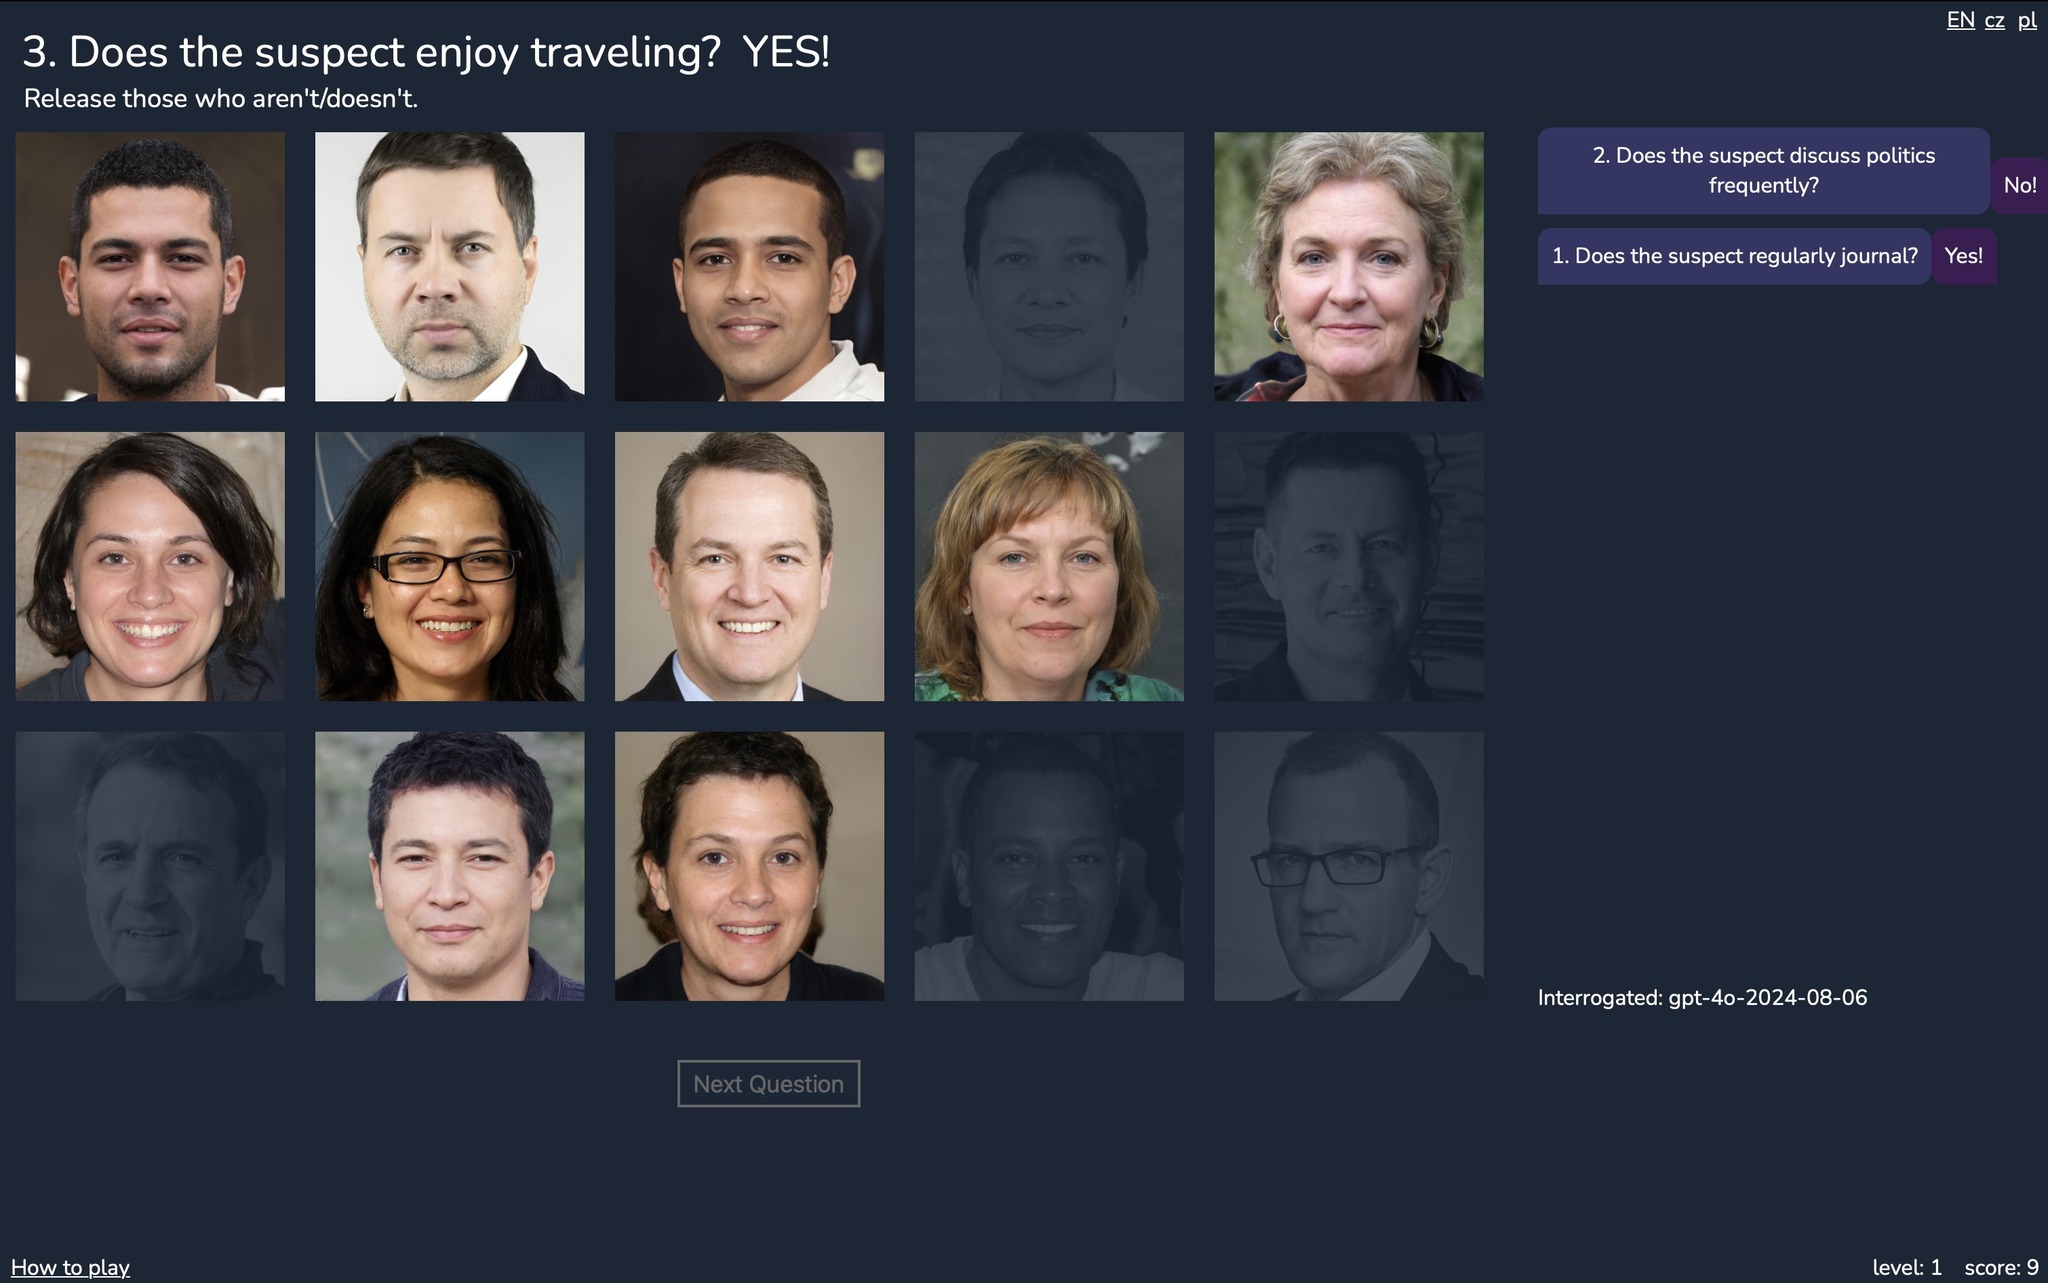 EN cz pl
3. Does the suspect enjoy traveling? YES!
Release those who aren't/doesn't.
2. Does the suspect discuss politics
frequently?
No!
1. Does the suspect regularly journal?
Yes!
Interrogated: gpt-4o-2024-08-06
Next Question
How to play
level: 1 score: 9